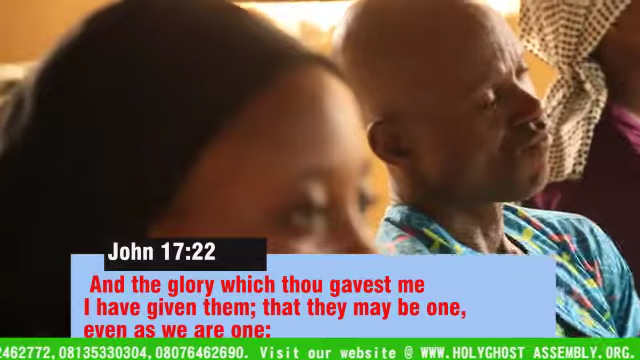 John 17:22
And the glory which thou gavest me
I have given them; that they may be one,
even as we are one:
2462772, 08135330304, 08076462690. Visit our website @ WWW.HOLYGHOST ASSEMBLY.ORG.